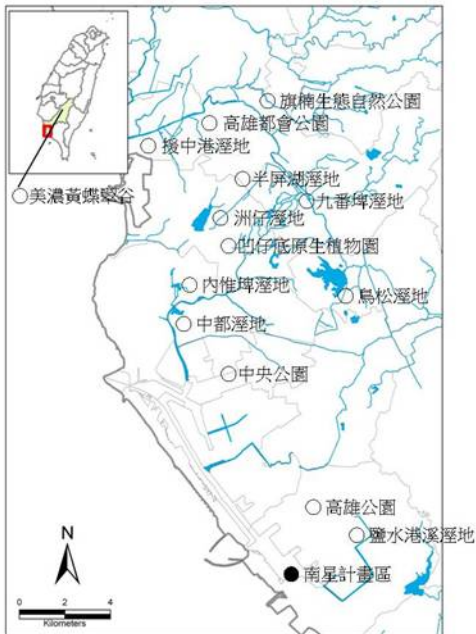 旗楠生態自然公園
高雄都會公園
援中港溼地
半屏湖溼地
九番埤溼地
美濃黃蝶翠谷
洲仔溼地
凹仔底原生植物園
內惟埤溼地
鳥松溼地
中都溼地
中央公園
高雄公園
鹽水港溪溼地
N
南星計畫區
0 2 4
Kilometers